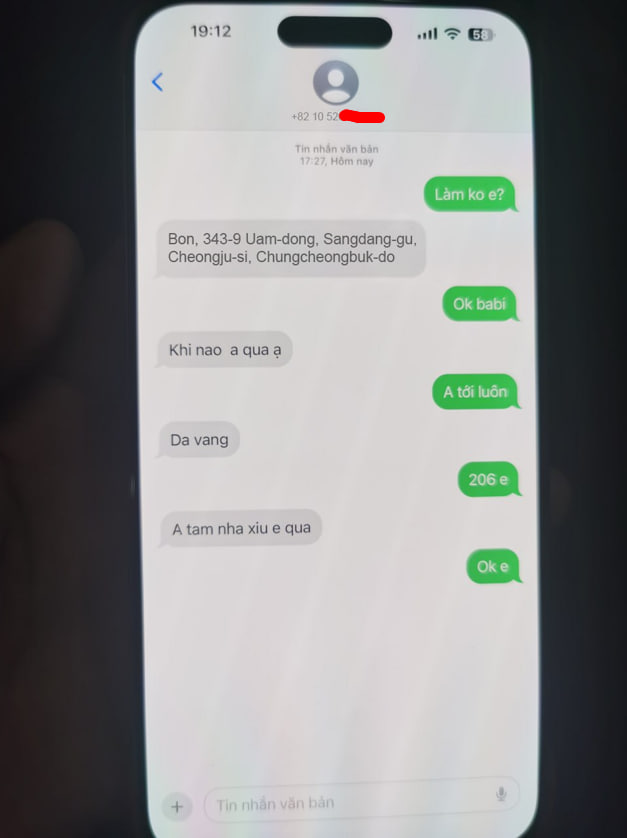 19:12
58
+82 10 52
Tin nhắn văn bản
17:27, Hôm nay
Làm ko e?
Bon, 343-9 Uam-dong, Sangdang-gu,
Cheongju-si, Chungcheongbuk-do
Ok babi
Khi nao a qua ạ
A tới luôn
Da vang
206 e
A tam nha xiu e qua
Ok e
Tin nhắn văn bản